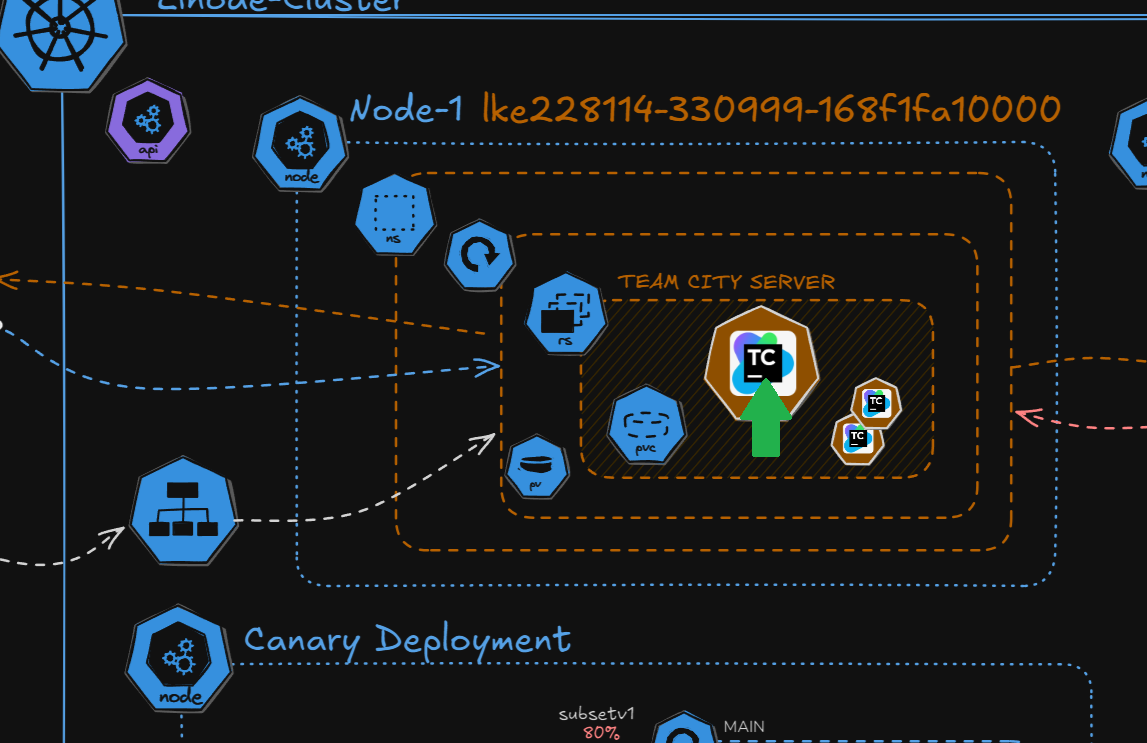 Linode-Cluster
api
Node-1 lke228114-330999-168f1fa10000
node
ns
TEAM CITY SERVER
rs
TC
pvc
TC
TC
pv
Canary Deployment
node
subsetv1
80%
MAIN